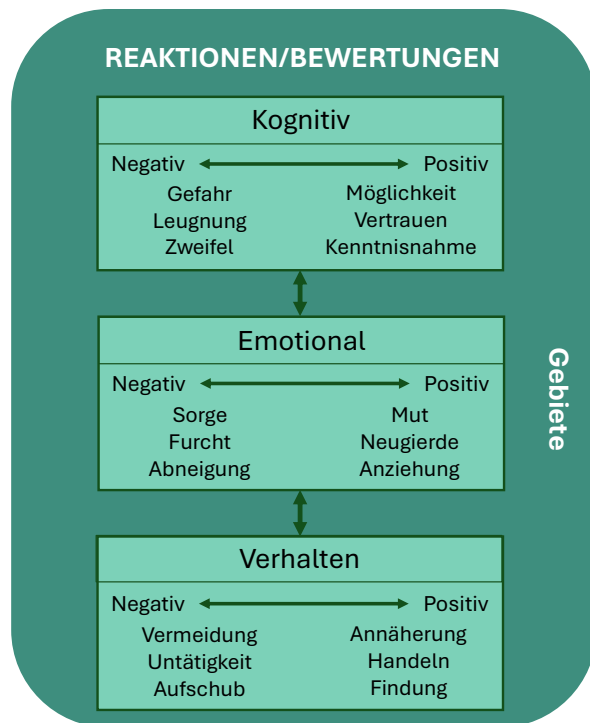 REAKTIONEN/BEWERTUNGEN
Kognitiv
Negativ Positiv
Gefahr Möglichkeit
Leugnung Vertrauen
Zweifel Kenntnisnahme
Emotional
Negativ Positiv
Sorge Mut
Furcht Neugierde
Abneigung Anziehung
Verhalten
Negativ Positiv
Vermeidung Annäherung
Untätigkeit Handeln
Aufschub Findung
Gebiete